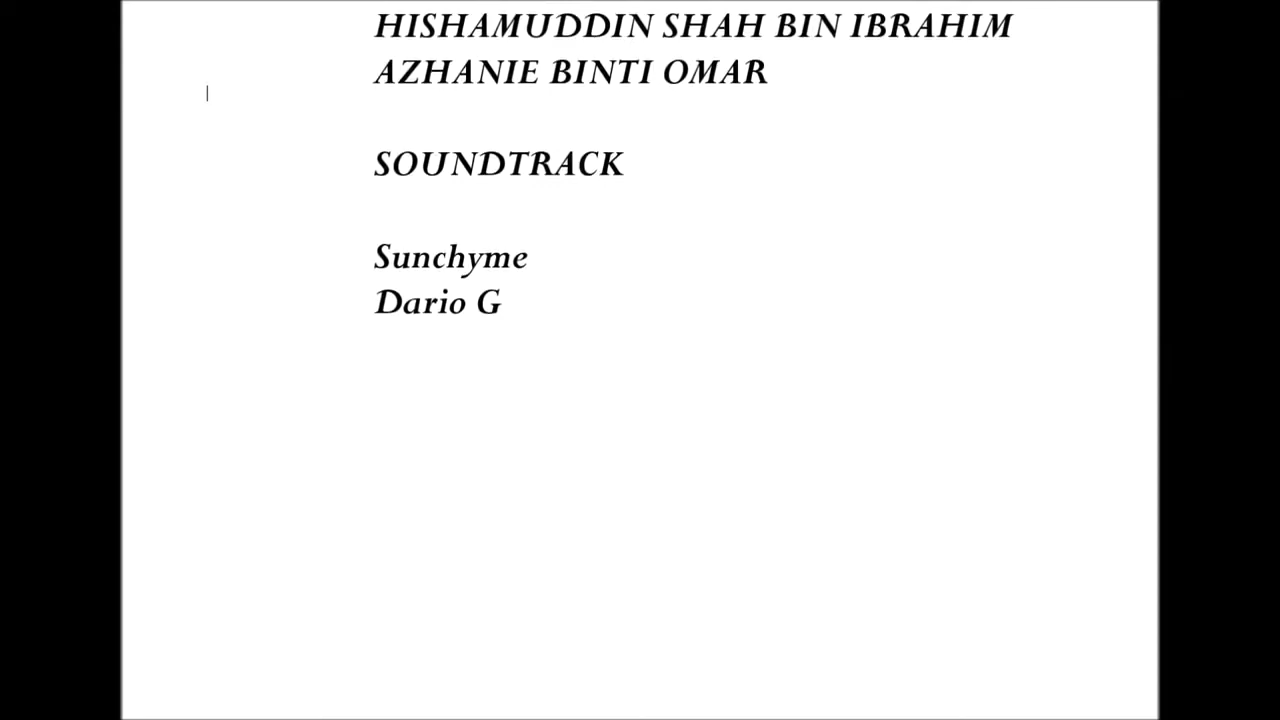 HISHAMUDDIN SHAH BIN IBRAHIM
AZHANIE BINTI OMAR
SOUNDTRACK
Sunchyme
Dario G